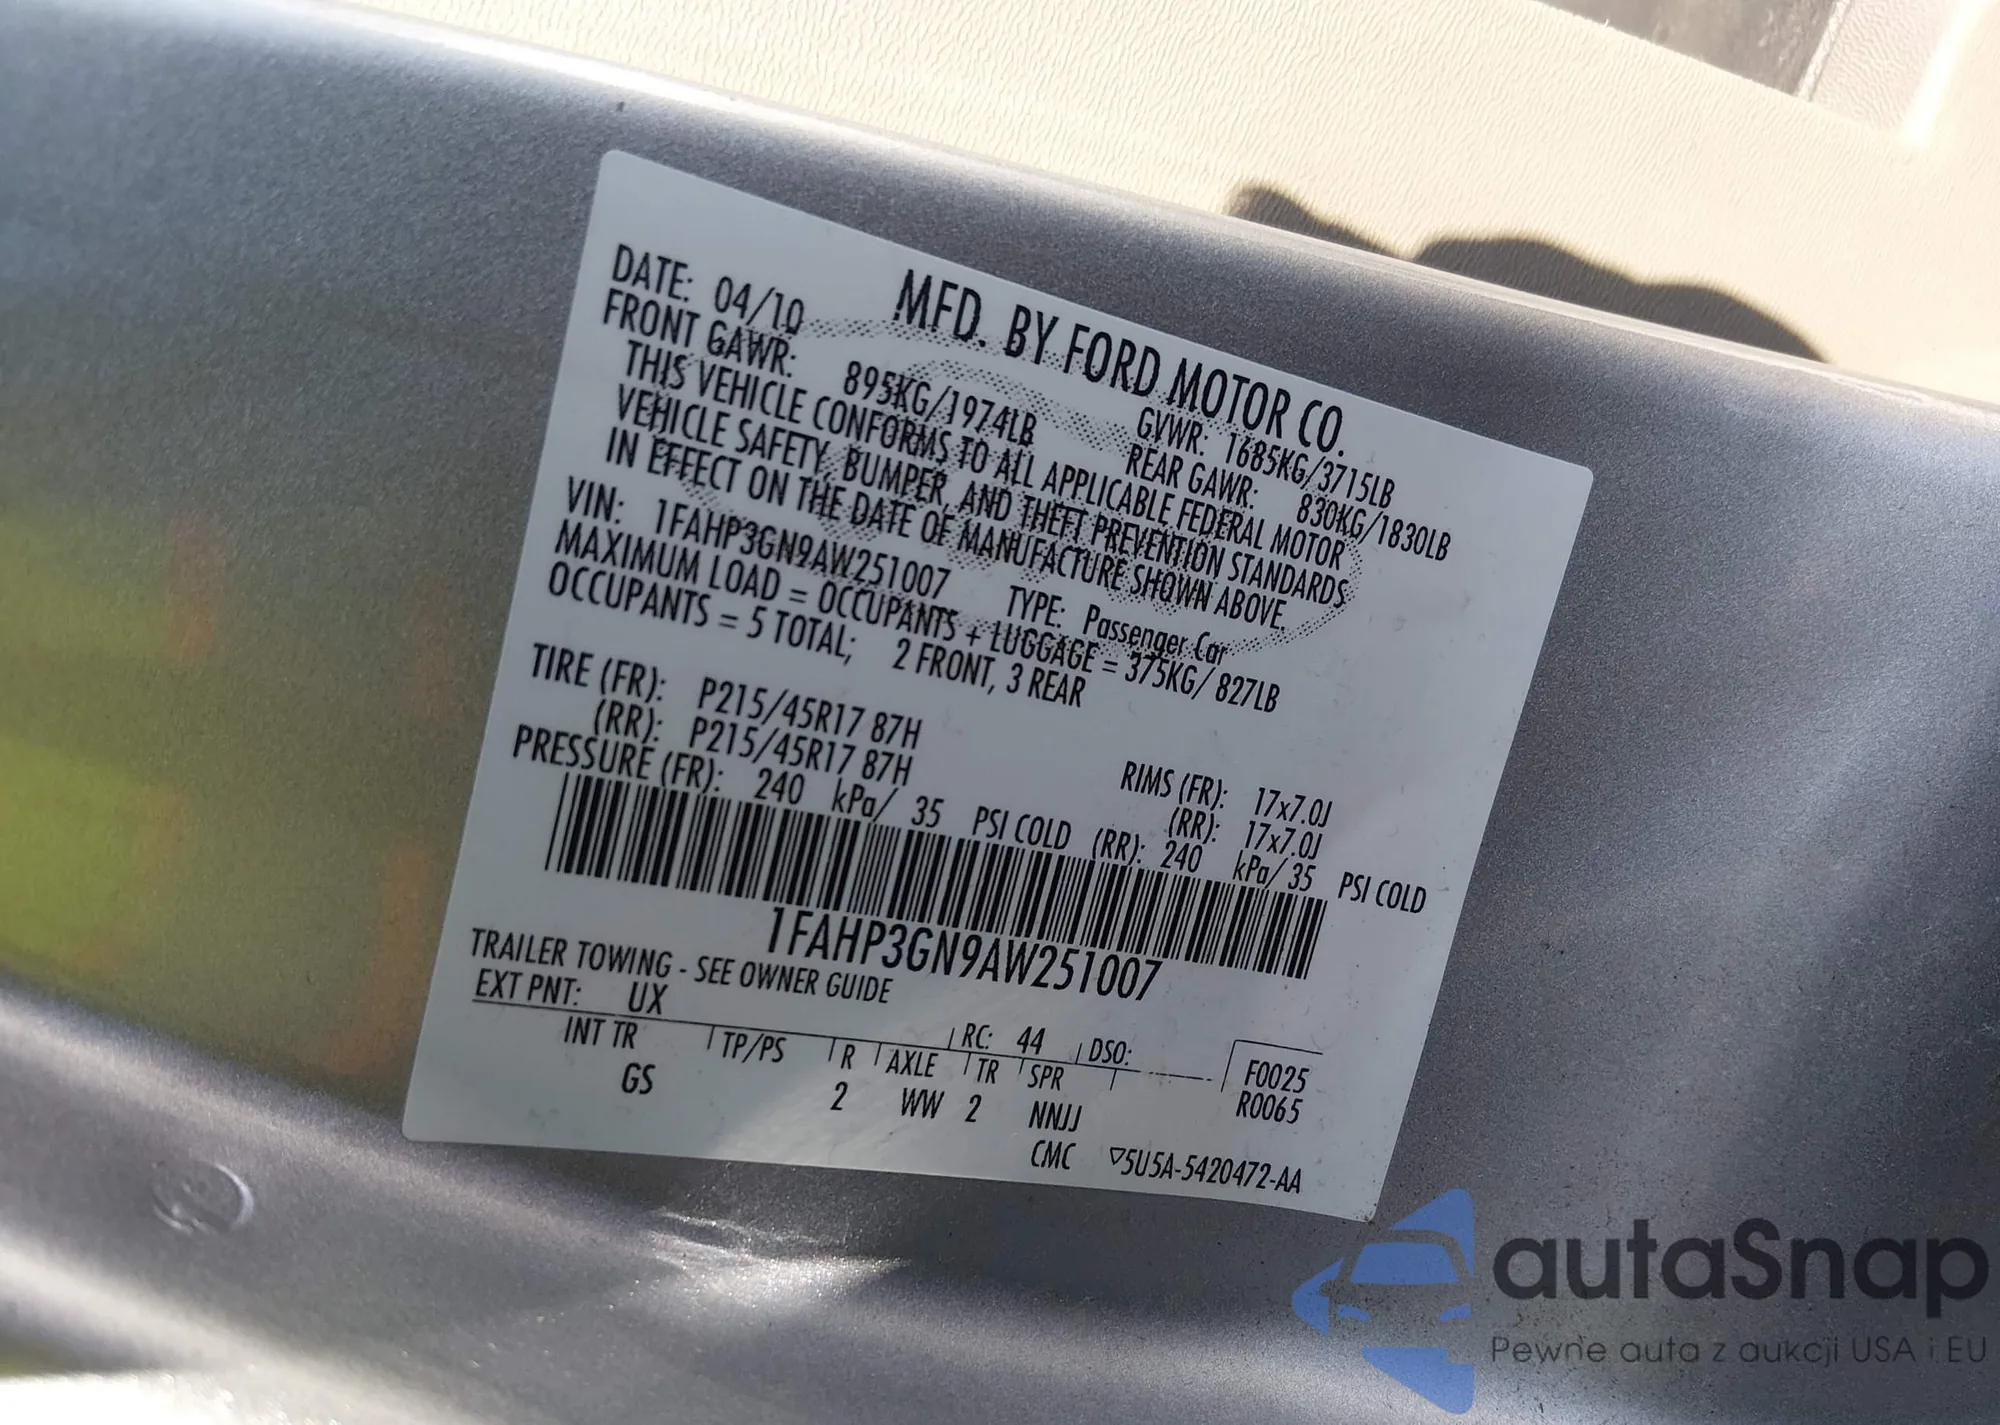 MFD. BY FORD MOTOR CO.
DATE: 04/10 GVWR: 1685KG/3715LB
FRONT GAWR: 895KG/1974LB REAR GAWR: 830KG/1830LB
THIS VEHICLE CONFORMS TO ALL APPLICABLE FEDERAL MOTOR
VEHICLE SAFETY, BUMPER, AND THEFT PREVENTION STANDARDS
IN EFFECT ON THE DATE OF MANUFACTURE SHOWN ABOVE.
VIN: 1FAHP3GN9AW251007 TYPE: Passenger Car
MAXIMUM LOAD = OCCUPANTS + LUGGAGE = 375KG/ 827LB
OCCUPANTS = 5 TOTAL; 2 FRONT, 3 REAR
TIRE (FR): P215/45R17 87H RIMS (FR): 17x7.0J
(RR): P215/45R17 87H (RR): 17x7.0J
PRESSURE (FR): 240 kPa/ 35 PSI COLD (RR): 240 kPa/ 35 PSI COLD
1FAHP3GN9AW251007
TRAILER TOWING - SEE OWNER GUIDE
EXT PNT: UX RC: 44 DSO: F0025
INT TR TP/PS R AXLE TR SPR R0065
GS 2 WW 2 NNJJ
CMC ▽5U5A-5420472-AA
autaSnap
Pewne auta z aukcji USA i EU